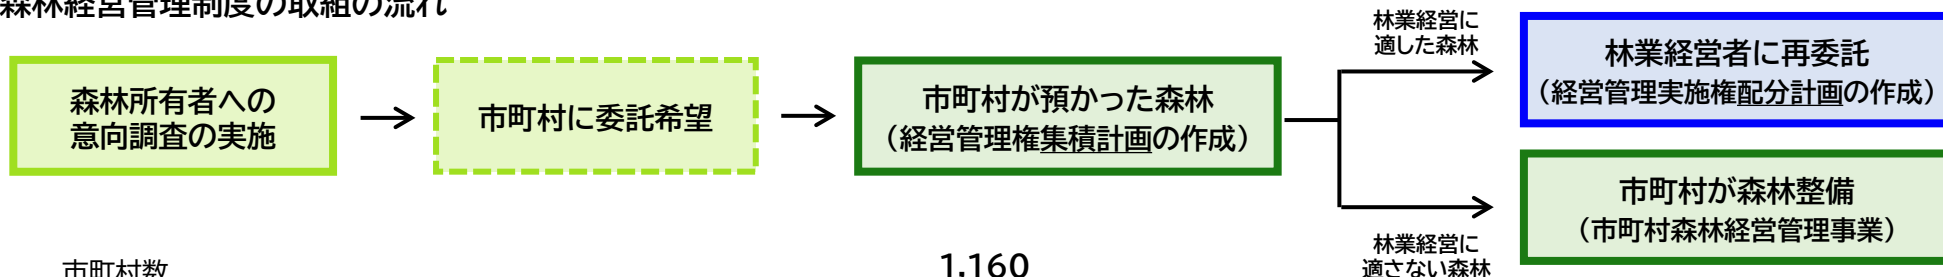 森林経営管理制度の取組の流れ
森林所有者への
意向調査の実施
市町村に委託希望
市町村が預かった森林
（経営管理権集積計画の作成）
林業経営に
適した森林
林業経営者に再委託
（経営管理実施権配分計画の作成）
林業経営に
適さない森林
市町村が森林整備
（市町村森林経営管理事業）
市町村数
1,160